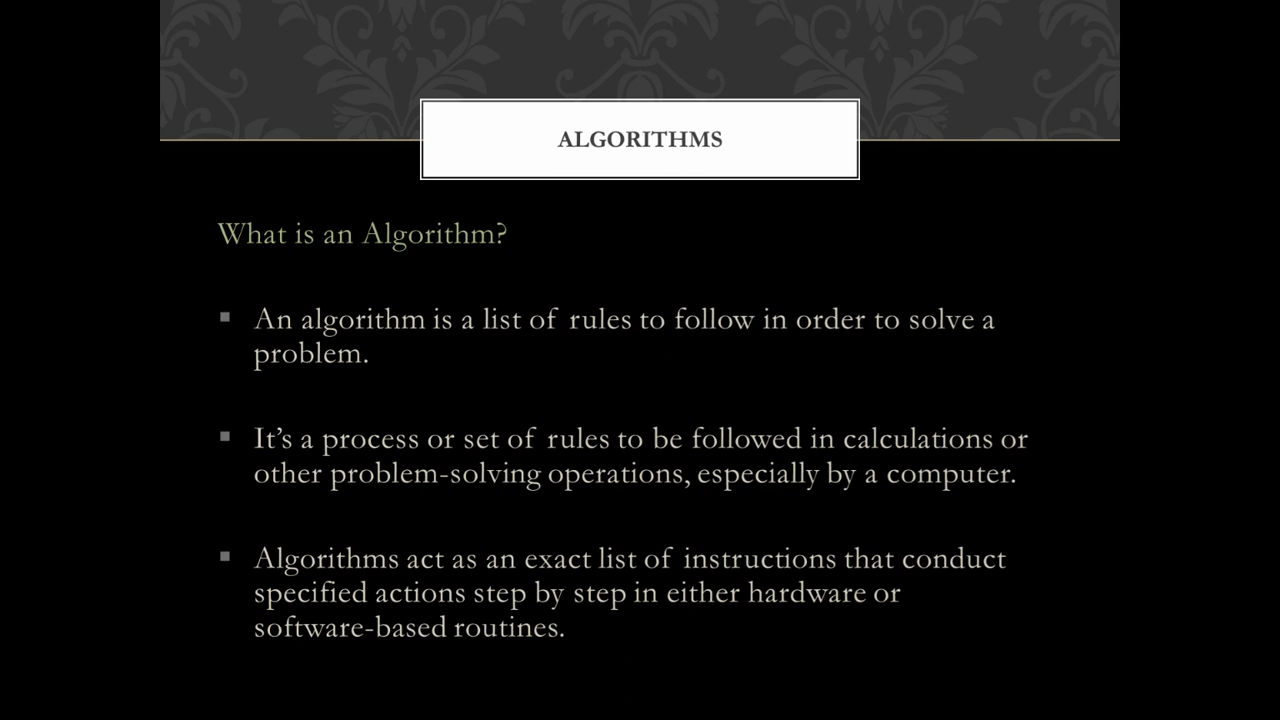 ALGORITHMS
What is an Algorithm?
▪ An algorithm is a list of rules to follow in order to solve a
problem.
▪ It’s a process or set of rules to be followed in calculations or
other problem-solving operations, especially by a computer.
▪ Algorithms act as an exact list of instructions that conduct
specified actions step by step in either hardware or
software-based routines.